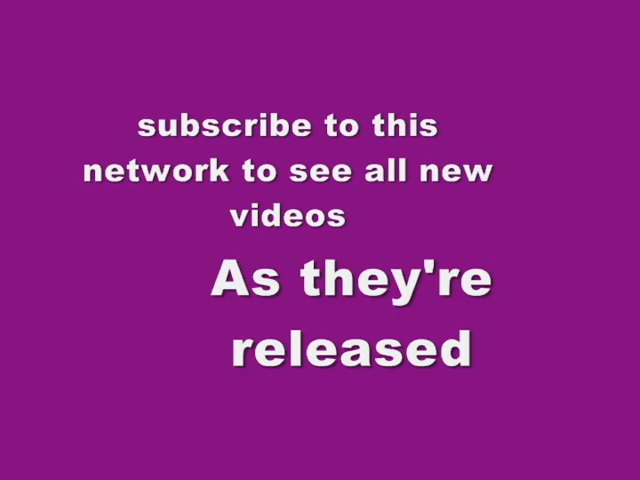 subscribe to this
network to see all new
videos
As they're
released